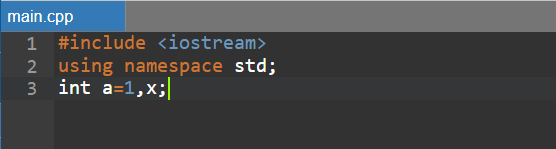 main.cpp
1 #include <iostream>
2 using namespace std;
3 int a=1,x;